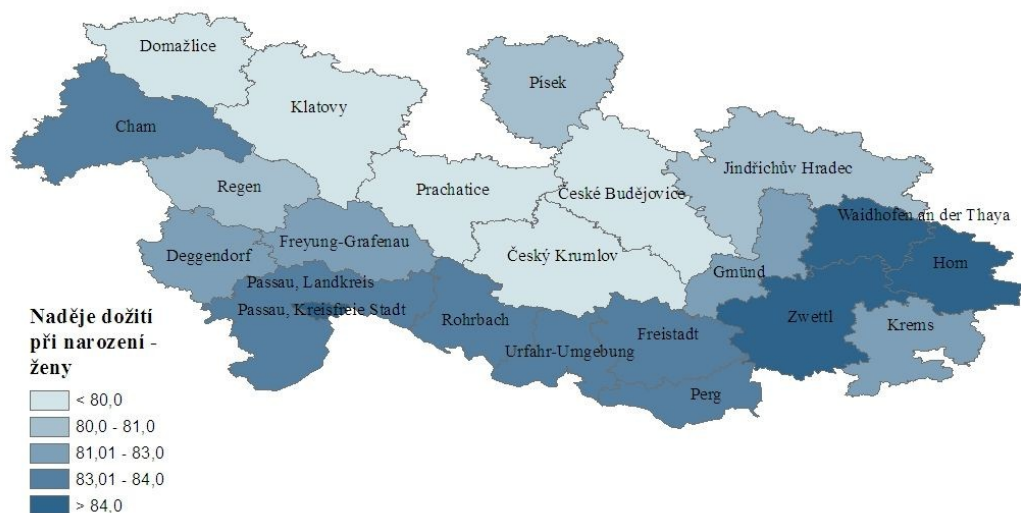 Domažlice
Písek
Klatovy
Cham
Jindřichův Hradec
Regen
Prachatice
České Budějovice
Waidhofen an der Thaya
Freyung-Grafenau
Deggendorf
Český Krumlov
Horn
Gmünd
Passau, Landkreis
Passau, Kreisfreie Stadt
Rohrbach
Zwettl
Krems
Freistadt
Urfahr-Umgebung
Perg
Naděje dožití
při narození -
ženy
< 80,0
80,0 - 81,0
81,01 - 83,0
83,01 - 84,0
> 84,0